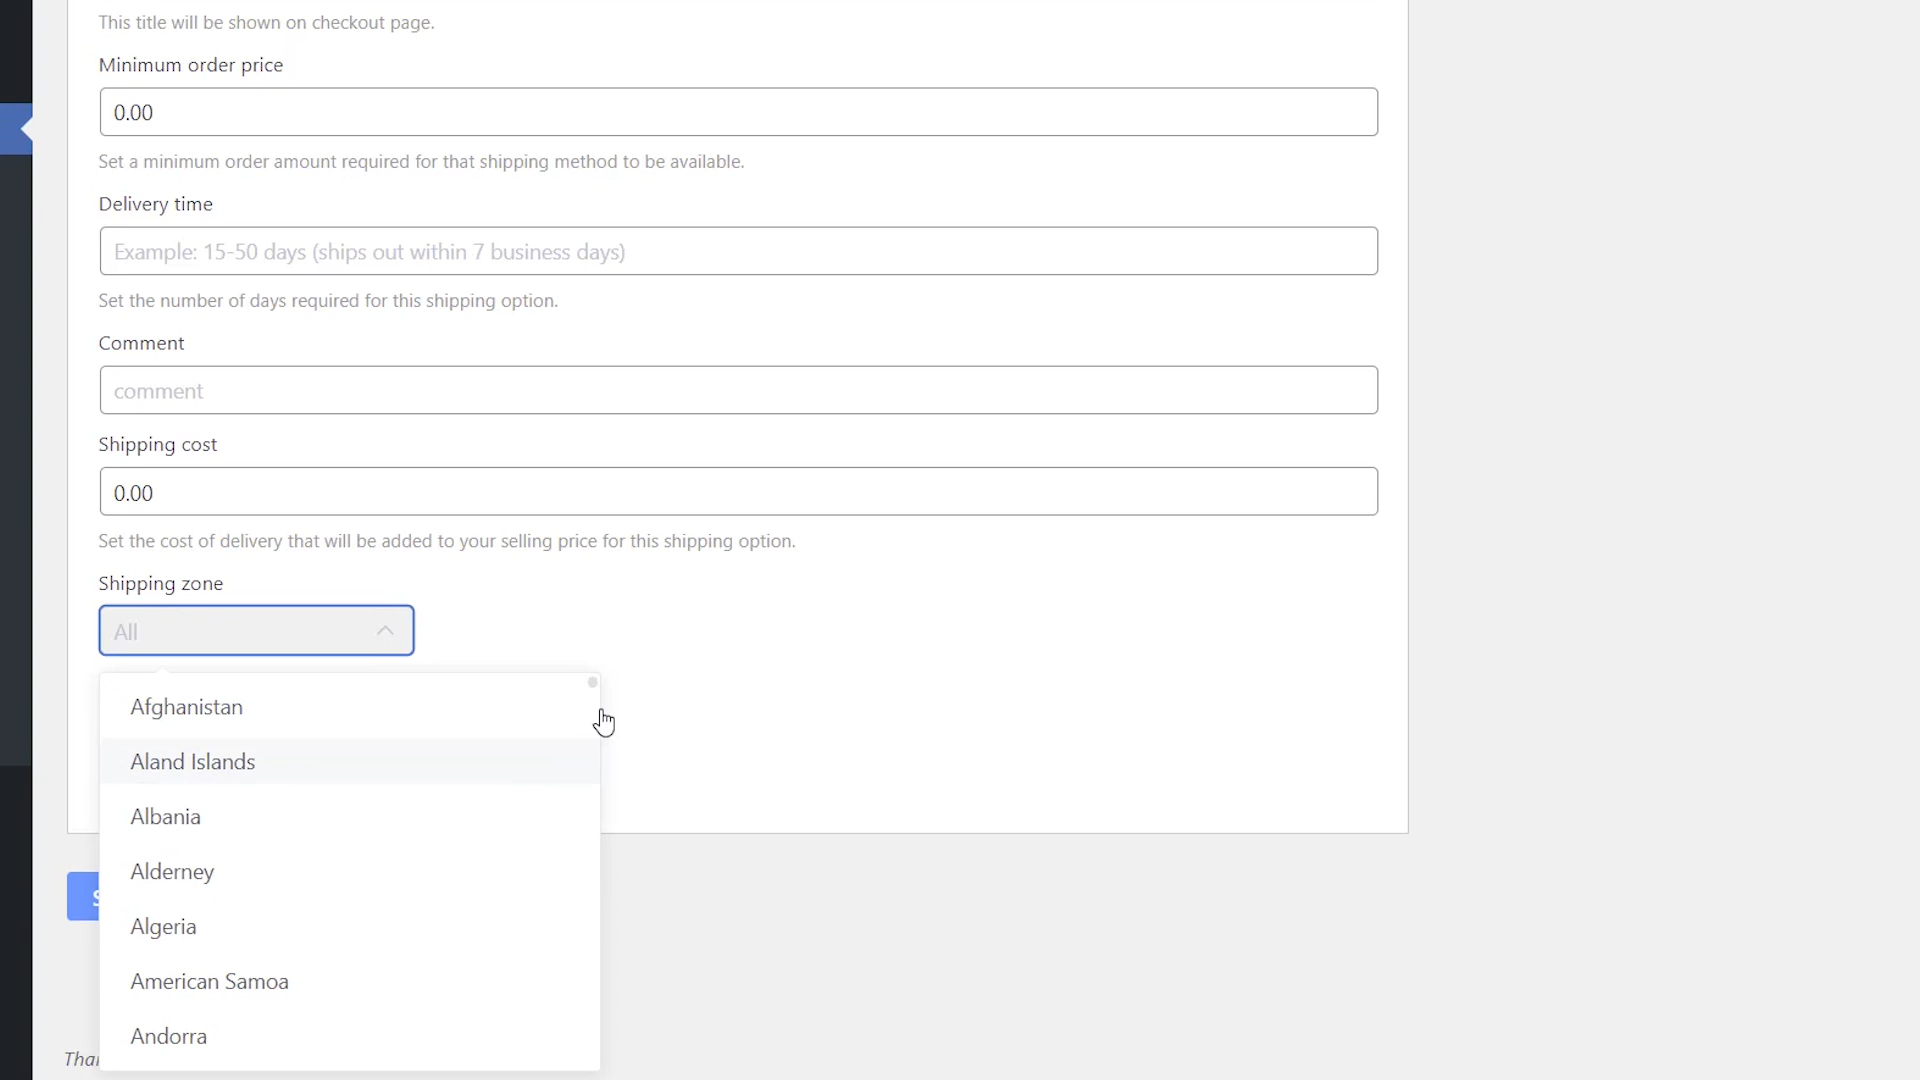 This title will be shown on checkout page.
Minimum order price
0.00
Set a minimum order amount required for that shipping method to be available.
Delivery time
Example: 15-50 days (ships out within 7 business days)
Set the number of days required for this shipping option.
Comment
comment
Shipping cost
0.00
Set the cost of delivery that will be added to your selling price for this shipping option.
Shipping zone
All
Afghanistan
Aland Islands
Albania
Alderney
Algeria
American Samoa
Andorra